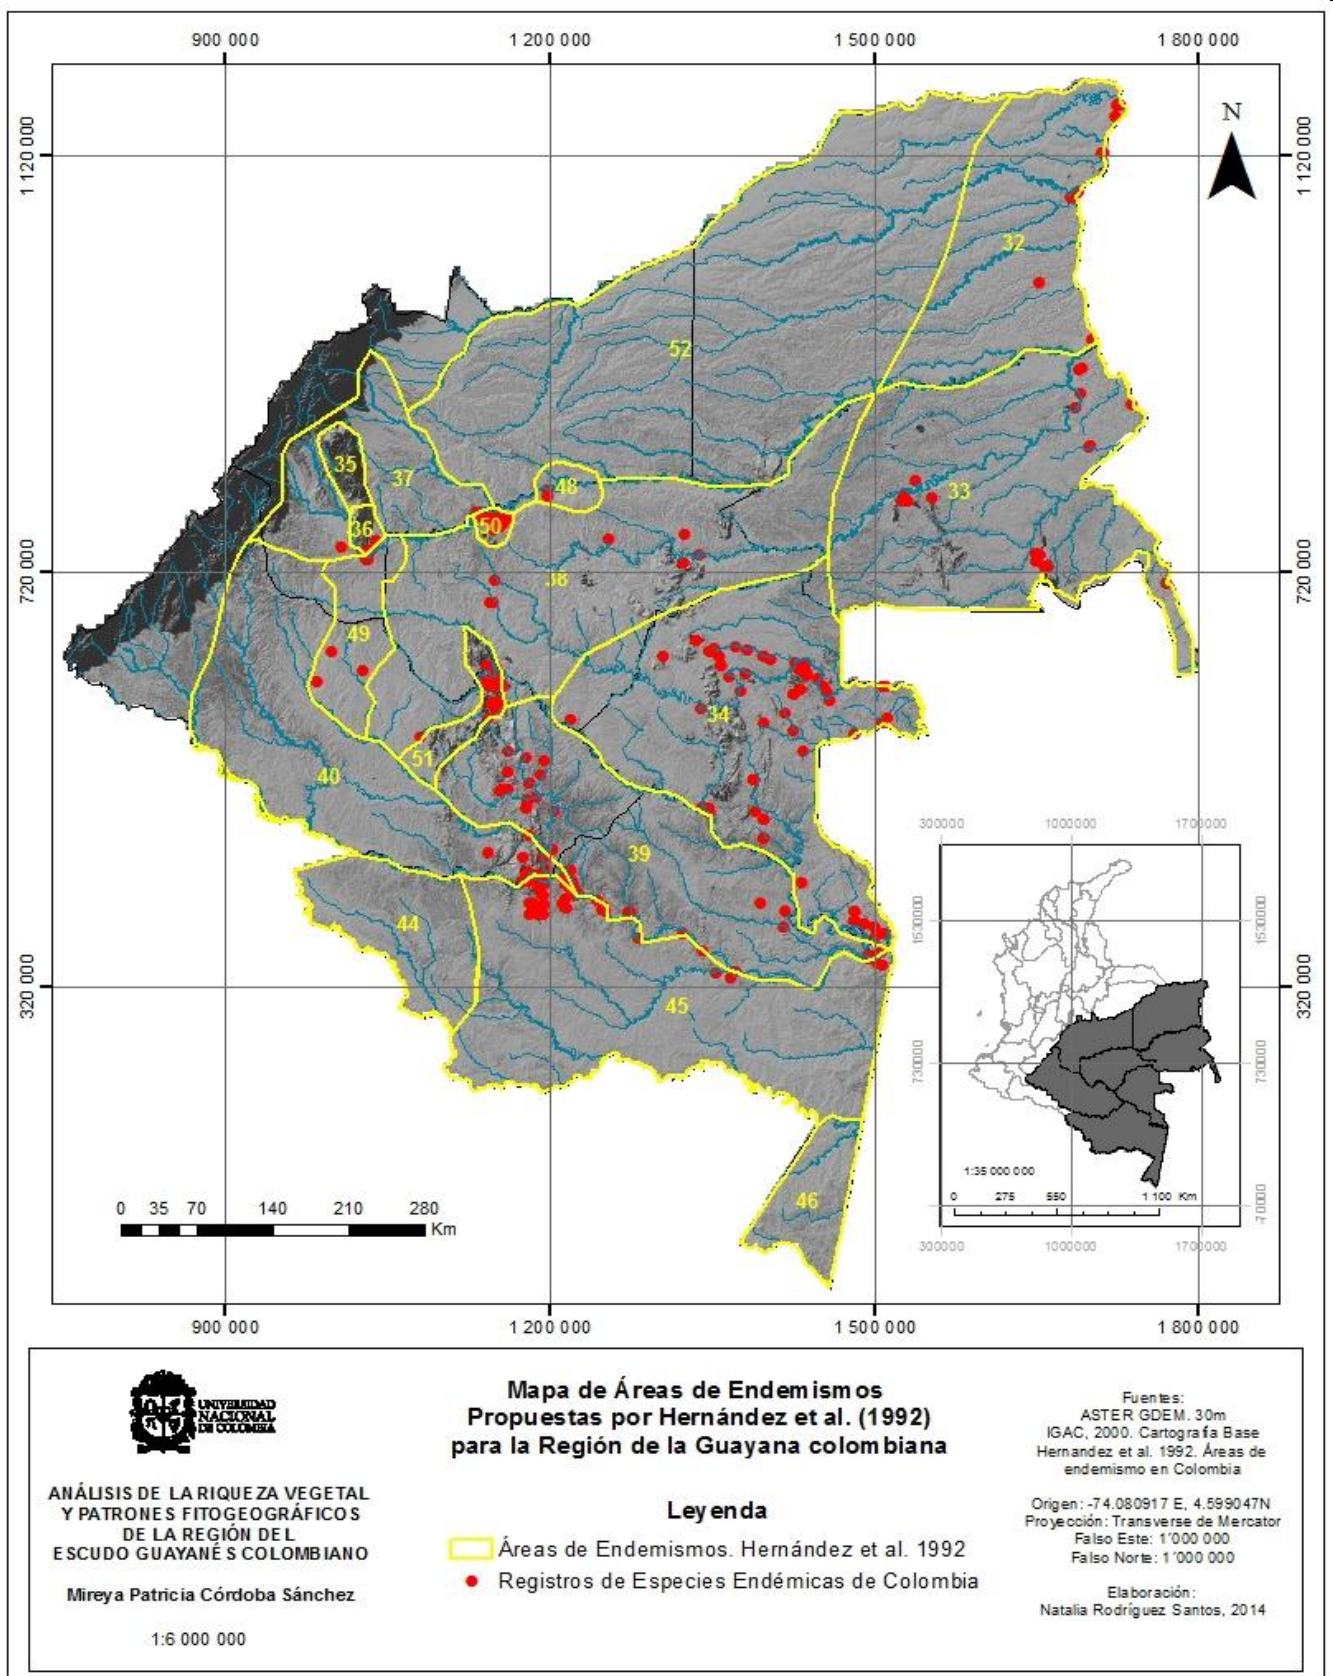 900 000
1 200 000
1 500 000
1 800 000
1 120 000
N
1 120 000
32
52
35
37
48
33
36
50
38
720 000
720 000
49
34
51
40
39
300000
1000000
1700000
44
1530000
1530000
45
320 000
320 000
730000
730000
46
1:35 000 000
0 275 550 1 100 Km
70000
70000
300000
1000000
1700000
0 35 70 140 210 280
Km
900 000
1 200 000
1 500 000
1 800 000
UNIVERSIDAD
NACIONAL
DE COLOMBIA
ANÁLISIS DE LA RIQUEZA VEGETAL
Y PATRONES FITOGEOGRÁFICOS
DE LA REGIÓN DEL
ESCUDO GUAYANÉS COLOMBIANO
Mireya Patricia Córdoba Sánchez
1:6 000 000
Mapa de Áreas de Endemismos
Propuestas por Hernández et al. (1992)
para la Región de la Guayana colombiana
Leyenda
Áreas de Endemismos. Hernández et al. 1992
Registros de Especies Endémicas de Colombia
Fuentes:
ASTER GDEM. 30m
IGAC, 2000. Cartografía Base
Hernandez et al. 1992. Áreas de
endemismo en Colombia
Origen: -74.080917 E, 4.599047N
Proyección: Transverse de Mercator
Falso Este: 1'000 000
Falso Norte: 1'000 000
Elaboración:
Natalia Rodríguez Santos, 2014